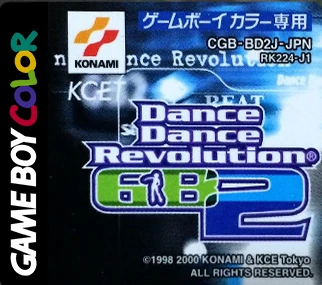 GAME BOY COLOR
KONAMI
ゲームボーイ カラー専用
CGB-BD2J-JPN
RK224-J1
Dance Revolution
KCET
BEAT
Dance
Dance
Revolution®
GB2
©1998 2000 KONAMI & KCE Tokyo
ALL RIGHTS RESERVED.